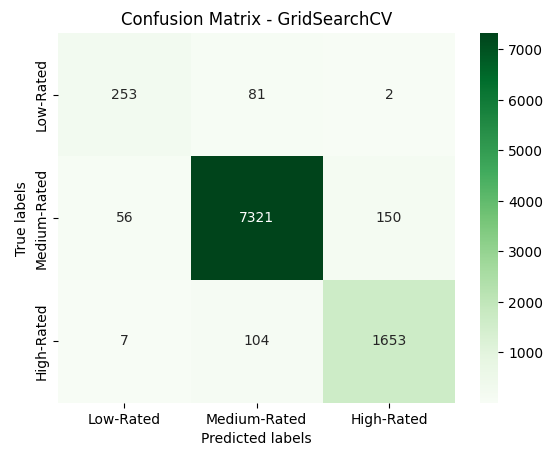 Confusion Matrix - GridSearchCV
True labels
Low-Rated
Medium-Rated
High-Rated
253 81 2
56 7321 150
7 104 1653
Low-Rated Medium-Rated High-Rated
Predicted labels
7000
6000
5000
4000
3000
2000
1000